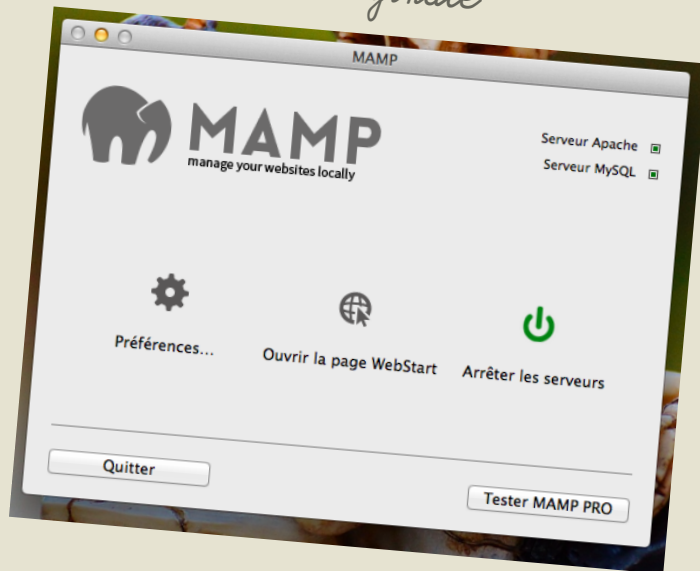 MAMP
MAMP
manage your websites locally
Serveur Apache
Serveur MySQL
Préférences...
Ouvrir la page WebStart
Arrêter les serveurs
Quitter
Tester MAMP PRO